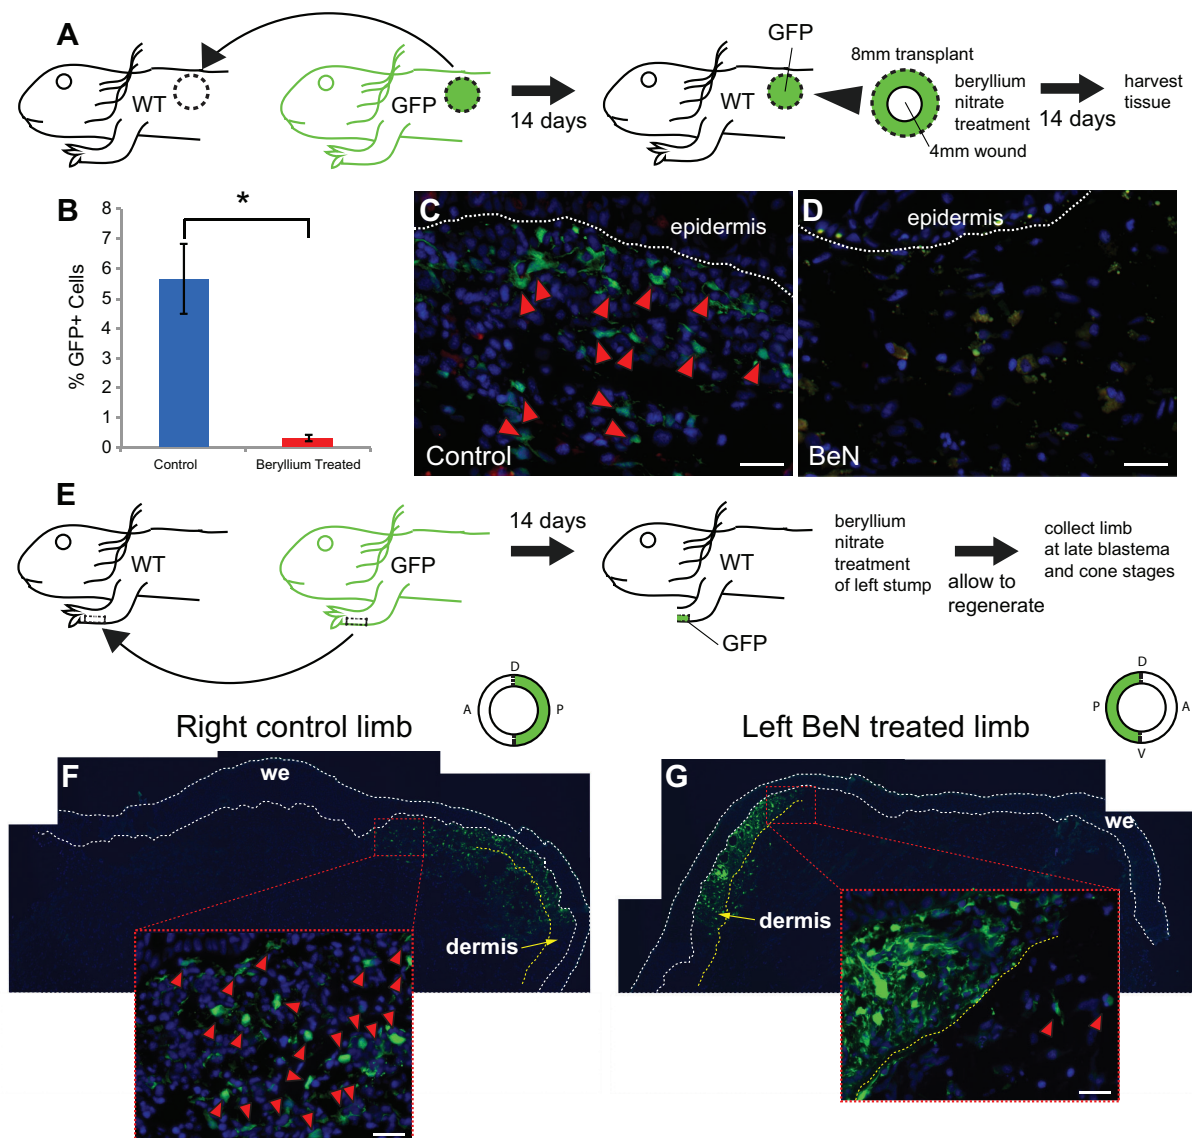 A
WT
GFP
14 days
GFP
WT
8mm transplant
4mm wound
beryllium
nitrate
treatment
14 days
harvest
tissue
B
% GFP+ Cells
8
7
6
5
4
3
2
1
0
*
Control
Beryllium Treated
C
epidermis
Control
D
epidermis
BeN
E
WT
GFP
14 days
WT
GFP
beryllium
nitrate
treatment
of left stump
allow to
regenerate
collect limb
at late blastema
and cone stages
Right control limb
D
A
P
Left BeN treated limb
D
P
A
V
F
we
dermis
G
we
dermis